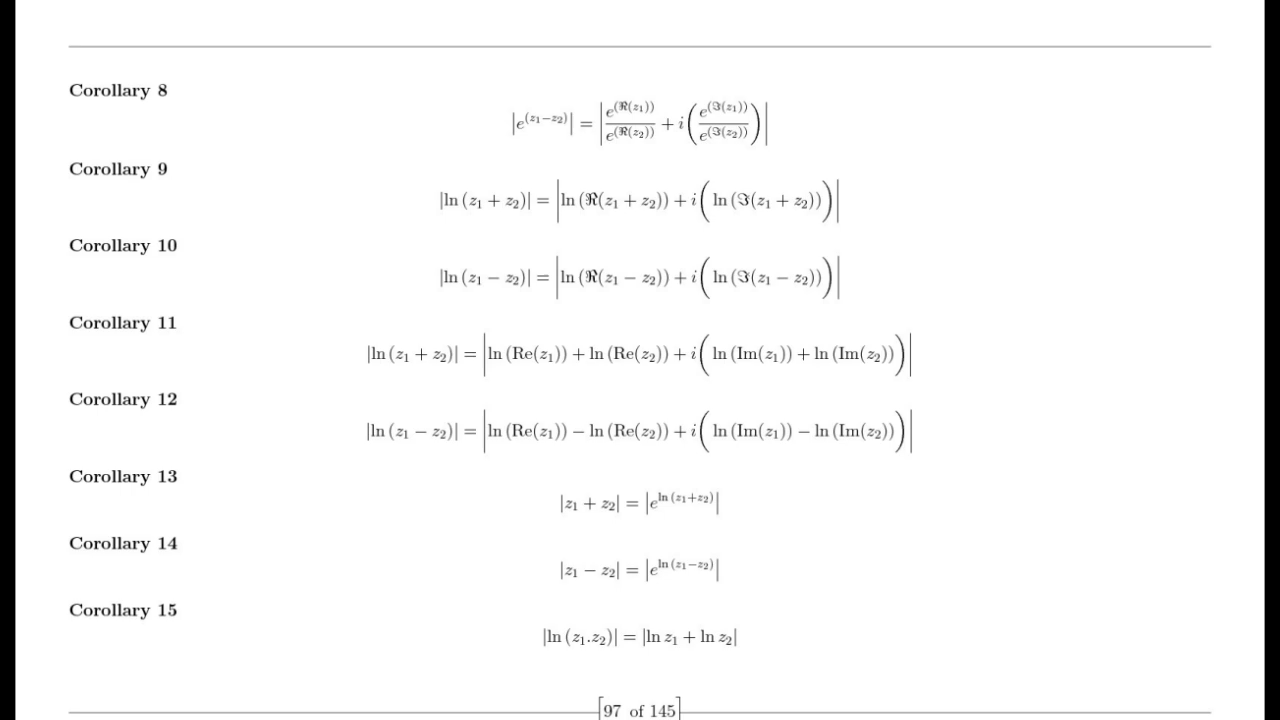 Corollary 8
|e^{(z₁−z₂)}| = |\frac{e^{(ℜ(z₁))}}{e^{(ℜ(z₂))}} + i(\frac{e^{(ℑ(z₁))}}{e^{(ℑ(z₂))}})|
Corollary 9
|ln (z₁ + z₂)| = |ln (ℜ(z₁ + z₂)) + i( ln (ℑ(z₁ + z₂)))|
Corollary 10
|ln (z₁ − z₂)| = |ln (ℜ(z₁ − z₂)) + i( ln (ℑ(z₁ − z₂)))|
Corollary 11
|ln (z₁ + z₂)| = |ln (Re(z₁)) + ln (Re(z₂)) + i( ln (Im(z₁)) + ln (Im(z₂)))|
Corollary 12
|ln (z₁ − z₂)| = |ln (Re(z₁)) − ln (Re(z₂)) + i( ln (Im(z₁)) − ln (Im(z₂)))|
Corollary 13
|z₁ + z₂| = |e^{ln (z₁+z₂)}|
Corollary 14
|z₁ − z₂| = |e^{ln (z₁−z₂)}|
Corollary 15
|ln (z₁.z₂)| = |ln z₁ + ln z₂|
[97 of 145]